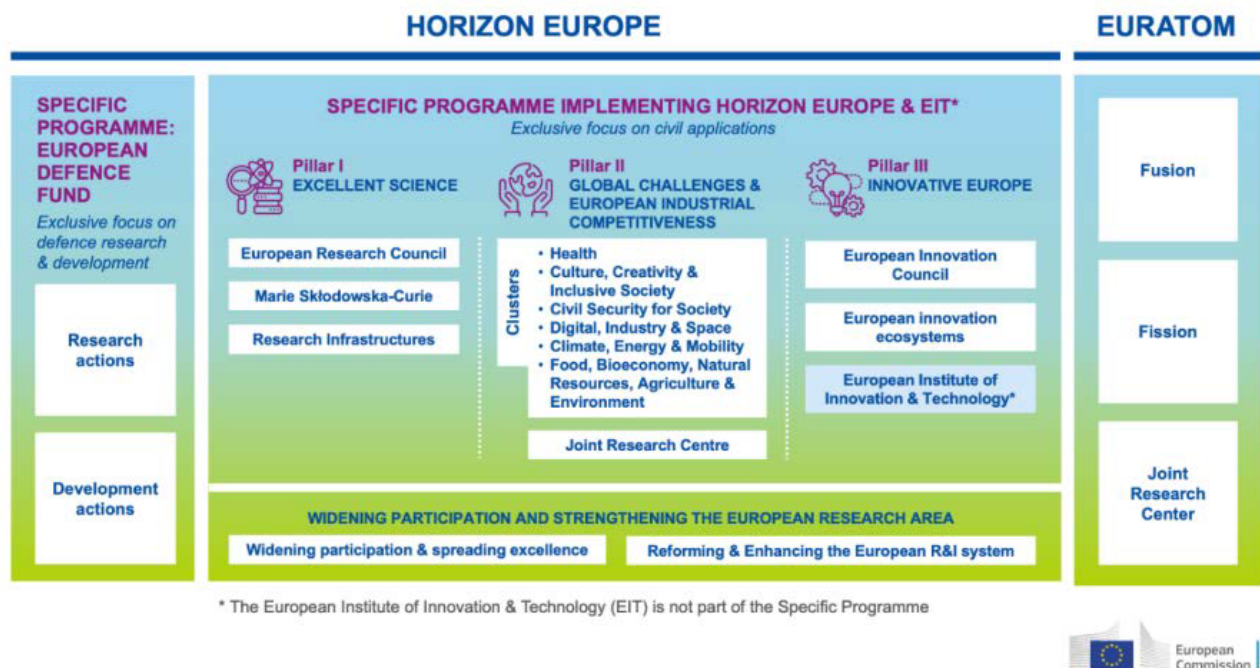 HORIZON EUROPE
EURATOM
SPECIFIC
PROGRAMME:
EUROPEAN
DEFENCE
FUND
Exclusive focus on
defence research
& development
Research
actions
Development
actions
SPECIFIC PROGRAMME IMPLEMENTING HORIZON EUROPE & EIT*
Exclusive focus on civil applications
Pillar I
EXCELLENT SCIENCE
European Research Council
Marie Skłodowska-Curie
Research Infrastructures
Pillar II
GLOBAL CHALLENGES &
EUROPEAN INDUSTRIAL
COMPETITIVENESS
Clusters
• Health
• Culture, Creativity &
Inclusive Society
• Civil Security for Society
• Digital, Industry & Space
• Climate, Energy & Mobility
• Food, Bioeconomy, Natural
Resources, Agriculture &
Environment
Joint Research Centre
Pillar III
INNOVATIVE EUROPE
European Innovation
Council
European innovation
ecosystems
European Institute of
Innovation & Technology*
WIDENING PARTICIPATION AND STRENGTHENING THE EUROPEAN RESEARCH AREA
Widening participation & spreading excellence
Reforming & Enhancing the European R&I system
Fusion
Fission
Joint
Research
Center
* The European Institute of Innovation & Technology (EIT) is not part of the Specific Programme
European
Commission